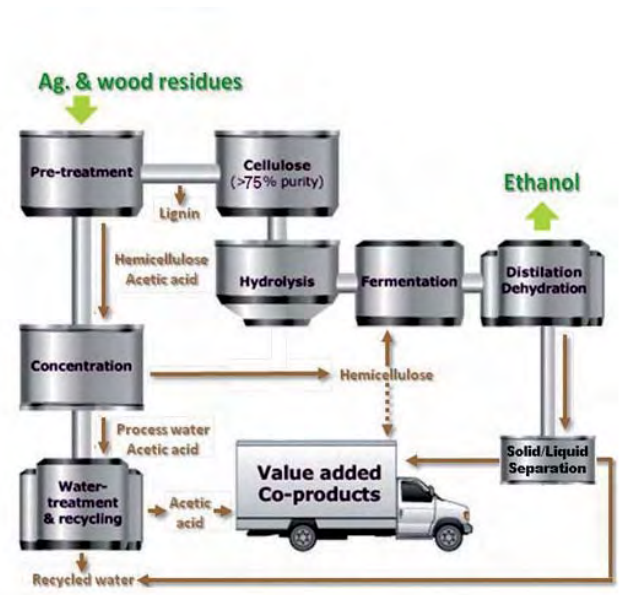 Ag. & wood residues
Pre-treatment
Cellulose
(>75% purity)
Lignin
Ethanol
Hemicellulose
Acetic acid
Hydrolysis
Fermentation
Distilation
Dehydration
Concentration
Hemicellulose
Process water
Acetic acid
Solid/Liquid
Separation
Value added
Co-products
Water-
treatment
& recycling
Acetic
acid
Recycled water